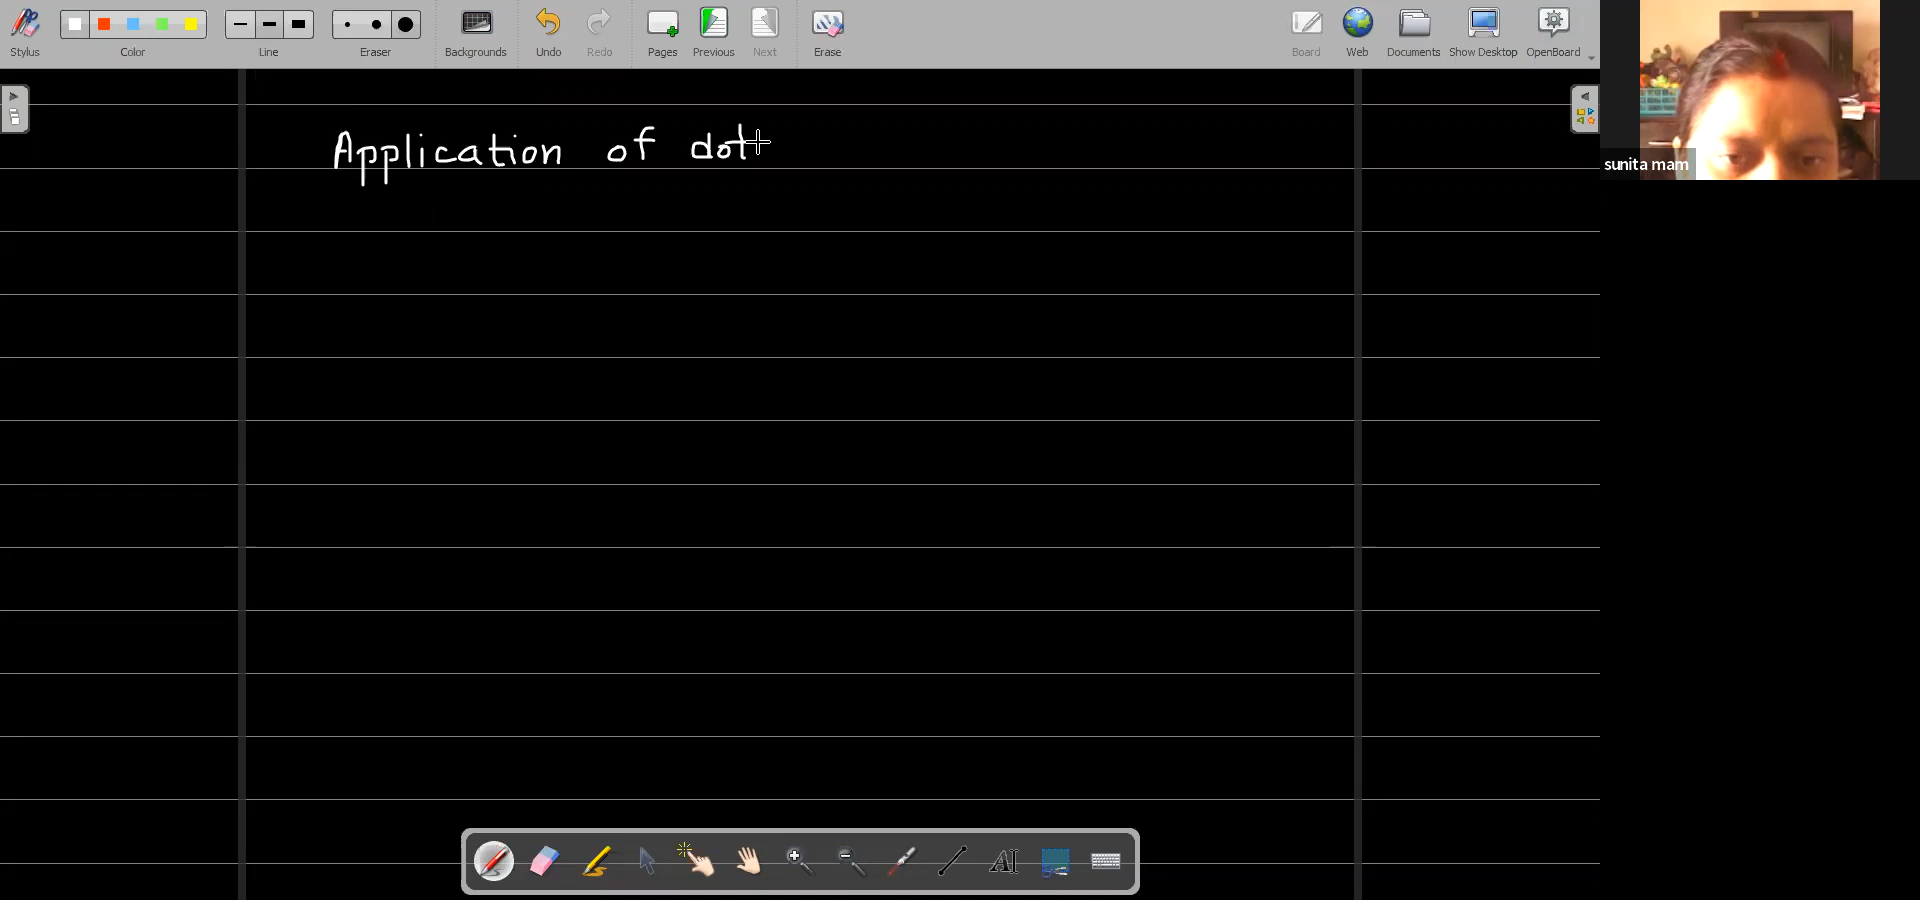 Stylus Color Line Eraser Backgrounds Undo Redo Pages Previous Next Erase Board Web Documents Show Desktop OpenBoard
Application of dot
sunita mam
AI